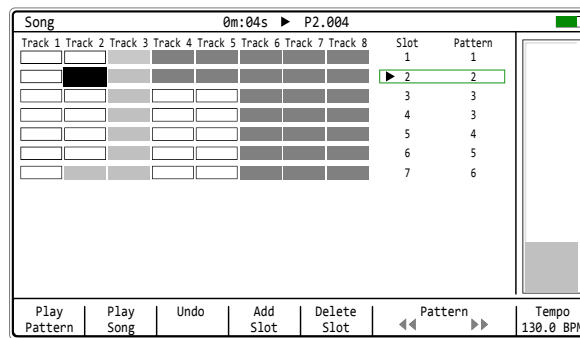 Song 0m:04s ▶ P2.004
Track 1 Track 2 Track 3 Track 4 Track 5 Track 6 Track 7 Track 8 Slot Pattern
1 1
▶ 2 2
3 3
4 3
5 4
6 5
7 6
Play Pattern
Play Song
Undo
Add Slot
Delete Slot
Pattern
Tempo
130.0 BPM